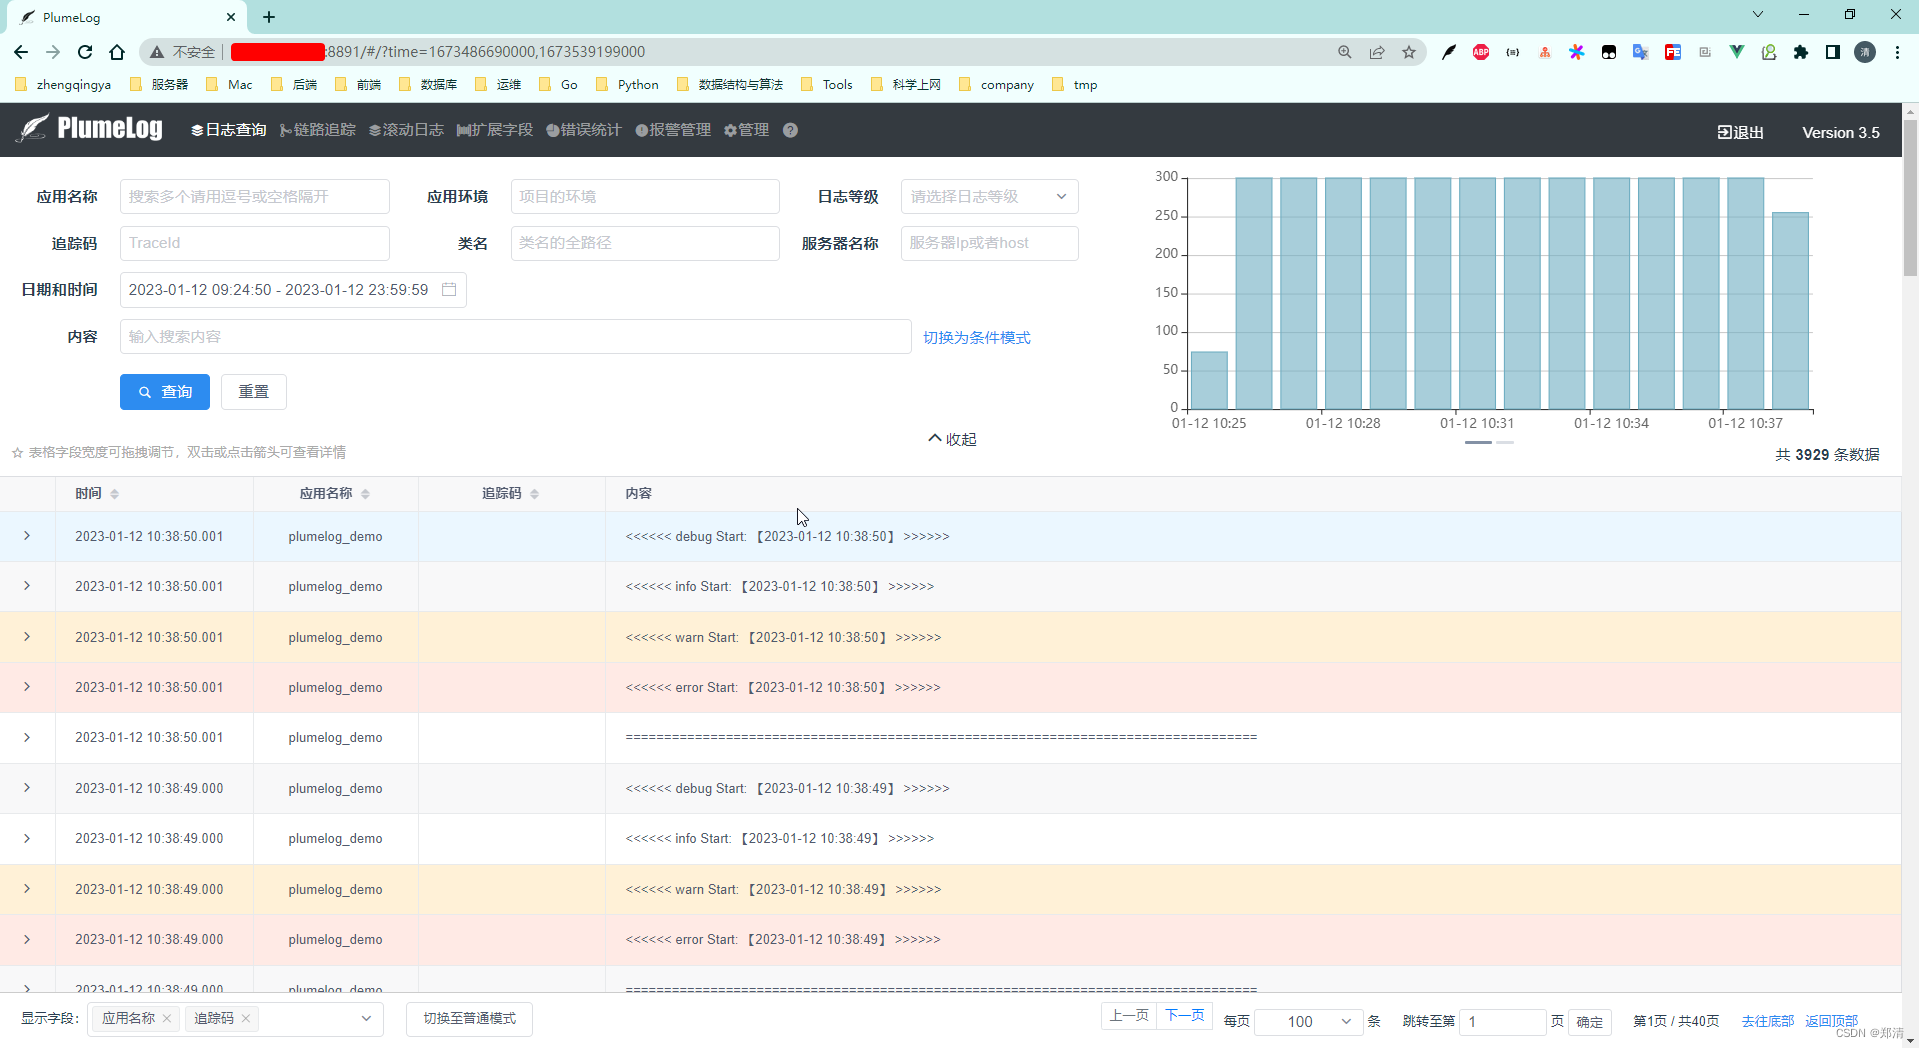 PlumeLog
不安全 :8891/#/?time=1673486690000,1673539199000
zhengqingya 服务器 Mac 后端 前端 数据库 运维 Go Python 数据结构与算法 Tools 科学上网 company tmp
PlumeLog 日志查询 链路追踪 滚动日志 扩展字段 错误统计 报警管理 管理 退出 Version 3.5
应用名称 搜索多个请用逗号或空格隔开 应用环境 项目的环境 日志等级 请选择日志等级
追踪码 TraceId 类名 类名的全路径 服务器名称 服务器Ip或者host
日期和时间 2023-01-12 09:24:50 - 2023-01-12 23:59:59
内容 输入搜索内容 切换为条件模式
查询 重置
300
250
200
150
100
50
0
01-12 10:25 01-12 10:28 01-12 10:31 01-12 10:34 01-12 10:37
收起
表格字段宽度可拖拽调节，双击或点击箭头可查看详情
共 3929 条数据
时间 应用名称 追踪码 内容
2023-01-12 10:38:50.001 plumelog_demo <<<<<< debug Start: 【2023-01-12 10:38:50】 >>>>>>
2023-01-12 10:38:50.001 plumelog_demo <<<<<< info Start: 【2023-01-12 10:38:50】 >>>>>>
2023-01-12 10:38:50.001 plumelog_demo <<<<<< warn Start: 【2023-01-12 10:38:50】 >>>>>>
2023-01-12 10:38:50.001 plumelog_demo <<<<<< error Start: 【2023-01-12 10:38:50】 >>>>>>
2023-01-12 10:38:50.001 plumelog_demo ==================================================================================
2023-01-12 10:38:49.000 plumelog_demo <<<<<< debug Start: 【2023-01-12 10:38:49】 >>>>>>
2023-01-12 10:38:49.000 plumelog_demo <<<<<< info Start: 【2023-01-12 10:38:49】 >>>>>>
2023-01-12 10:38:49.000 plumelog_demo <<<<<< warn Start: 【2023-01-12 10:38:49】 >>>>>>
2023-01-12 10:38:49.000 plumelog_demo <<<<<< error Start: 【2023-01-12 10:38:49】 >>>>>>
2023-01-12 10:38:49.000 plumelog_demo ==================================================================================
显示字段： 应用名称 追踪码 切换至普通模式 上一页 下一页 每页 100 条 跳转至第 1 页 确定 第1页 / 共40页 去往底部 返回顶部
CSDN @郑清